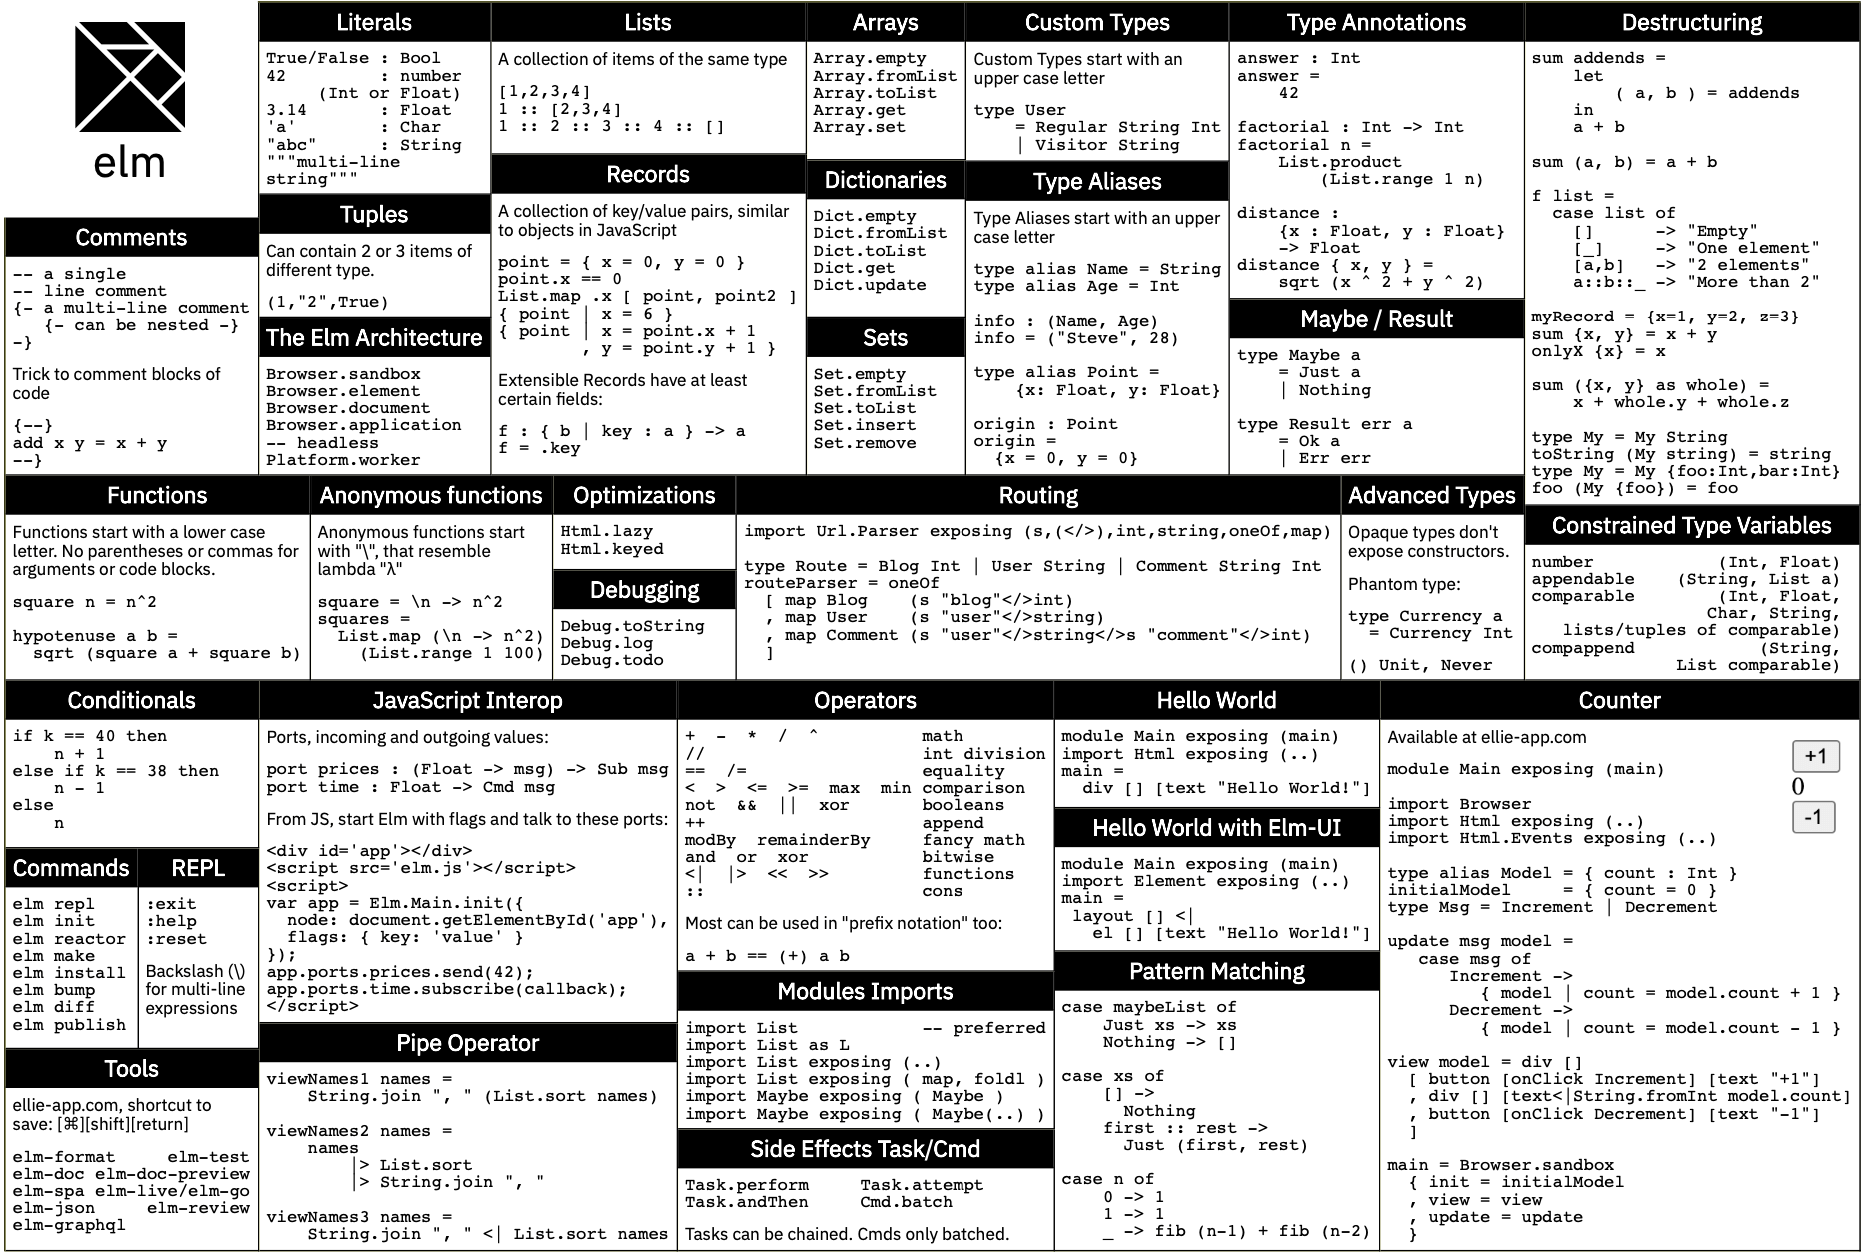 elm
Comments
-- a single
-- line comment
{- a multi-line comment
   {- can be nested -}
-}
Trick to comment blocks of
code
{--}
add x y = x + y
--}
Literals
True/False : Bool
42         : number
     (Int or Float)
3.14       : Float
'a'        : Char
"abc"      : String
"""multi-line
string"""
Tuples
Can contain 2 or 3 items of
different type.
(1,"2",True)
The Elm Architecture
Browser.sandbox
Browser.element
Browser.document
Browser.application
-- headless
Platform.worker
Lists
A collection of items of the same type
[1,2,3,4]
1 :: [2,3,4]
1 :: 2 :: 3 :: 4 :: []
Records
A collection of key/value pairs, similar
to objects in JavaScript
point = { x = 0, y = 0 }
point.x == 0
List.map .x [ point, point2 ]
{ point | x = 6 }
{ point | x = point.x + 1
        , y = point.y + 1 }
Extensible Records have at least
certain fields:
f : { b | key : a } -> a
f = .key
Arrays
Array.empty
Array.fromList
Array.toList
Array.get
Array.set
Dictionaries
Dict.empty
Dict.fromList
Dict.toList
Dict.get
Dict.update
Sets
Set.empty
Set.fromList
Set.toList
Set.insert
Set.remove
Custom Types
Custom Types start with an
upper case letter
type User
    = Regular String Int
    | Visitor String
Type Aliases
Type Aliases start with an upper
case letter
type alias Name = String
type alias Age = Int
info : (Name, Age)
info = ("Steve", 28)
type alias Point =
    {x: Float, y: Float}
origin : Point
origin =
  {x = 0, y = 0}
Type Annotations
answer : Int
answer =
    42
factorial : Int -> Int
factorial n =
    List.product
        (List.range 1 n)
distance :
    {x : Float, y : Float}
    -> Float
distance { x, y } =
    sqrt (x ^ 2 + y ^ 2)
Maybe / Result
type Maybe a
    = Just a
    | Nothing
type Result err a
    = Ok a
    | Err err
Destructuring
sum addends =
    let
        ( a, b ) = addends
    in
    a + b
sum (a, b) = a + b
f list =
  case list of
    []      -> "Empty"
    [_]     -> "One element"
    [a,b]   -> "2 elements"
    a::b::_ -> "More than 2"
myRecord = {x=1, y=2, z=3}
sum {x, y} = x + y
onlyX {x} = x
sum ({x, y} as whole) =
    x + whole.y + whole.z
type My = My String
toString (My string) = string
type My = My {foo:Int,bar:Int}
foo (My {foo}) = foo
Functions
Functions start with a lower case
letter. No parentheses or commas for
arguments or code blocks.
square n = n^2
hypotenuse a b =
  sqrt (square a + square b)
Anonymous functions
Anonymous functions start
with "\", that resemble
lambda "λ"
square = \n -> n^2
squares =
  List.map (\n -> n^2)
    (List.range 1 100)
Optimizations
Html.lazy
Html.keyed
Debugging
Debug.toString
Debug.log
Debug.todo
Routing
import Url.Parser exposing (s,(</>),int,string,oneOf,map)
type Route = Blog Int | User String | Comment String Int
routeParser = oneOf
  [ map Blog    (s "blog"</>int)
  , map User    (s "user"</>string)
  , map Comment (s "user"</>string</>s "comment"</>int)
  ]
Advanced Types
Opaque types don't
expose constructors.
Phantom type:
type Currency a
  = Currency Int
() Unit, Never
Constrained Type Variables
number (Int, Float)
appendable (String, List a)
comparable (Int, Float,
Char, String,
lists/tuples of comparable)
compappend (String,
List comparable)
Conditionals
if k == 40 then
    n + 1
else if k == 38 then
    n - 1
else
    n
Commands
elm repl
elm init
elm reactor
elm make
elm install
elm bump
elm diff
elm publish
REPL
:exit
:help
:reset
Backslash (\)
for multi-line
expressions
Tools
ellie-app.com, shortcut to
save: [⌘][shift][return]
elm-format elm-test
elm-doc elm-doc-preview
elm-spa elm-live/elm-go
elm-json elm-review
elm-graphql
JavaScript Interop
Ports, incoming and outgoing values:
port prices : (Float -> msg) -> Sub msg
port time : Float -> Cmd msg
From JS, start Elm with flags and talk to these ports:
<div id='app'></div>
<script src='elm.js'></script>
<script>
var app = Elm.Main.init({
  node: document.getElementById('app'),
  flags: { key: 'value' }
});
app.ports.prices.send(42);
app.ports.time.subscribe(callback);
</script>
Pipe Operator
viewNames1 names =
    String.join ", " (List.sort names)
viewNames2 names =
    names
        |> List.sort
        |> String.join ", "
viewNames3 names =
    String.join ", " <| List.sort names
Operators
+ - * / ^ math
// int division
== /= equality
< > <= >= max min comparison
not && || xor booleans
++ append
modBy remainderBy fancy math
and or xor bitwise
<| |> << >> functions
:: cons
Most can be used in "prefix notation" too:
a + b == (+) a b
Modules Imports
import List -- preferred
import List as L
import List exposing (..)
import List exposing ( map, foldl )
import Maybe exposing ( Maybe )
import Maybe exposing ( Maybe(..) )
Side Effects Task/Cmd
Task.perform Task.attempt
Task.andThen Cmd.batch
Tasks can be chained. Cmds only batched.
Hello World
module Main exposing (main)
import Html exposing (..)
main =
  div [] [text "Hello World!"]
Hello World with Elm-UI
module Main exposing (main)
import Element exposing (..)
main =
 layout [] <|
   el [] [text "Hello World!"]
Pattern Matching
case maybeList of
    Just xs -> xs
    Nothing -> []
case xs of
    [] ->
      Nothing
    first :: rest ->
      Just (first, rest)
case n of
    0 -> 1
    1 -> 1
    _ -> fib (n-1) + fib (n-2)
Counter
Available at ellie-app.com
+1
0
-1
module Main exposing (main)
import Browser
import Html exposing (..)
import Html.Events exposing (..)
type alias Model = { count : Int }
initialModel     = { count = 0 }
type Msg = Increment | Decrement
update msg model =
   case msg of
      Increment ->
         { model | count = model.count + 1 }
      Decrement ->
         { model | count = model.count - 1 }
view model = div []
  [ button [onClick Increment] [text "+1"]
  , div [] [text<|String.fromInt model.count]
  , button [onClick Decrement] [text "-1"]
  ]
main = Browser.sandbox
  { init = initialModel
  , view = view
  , update = update
  }